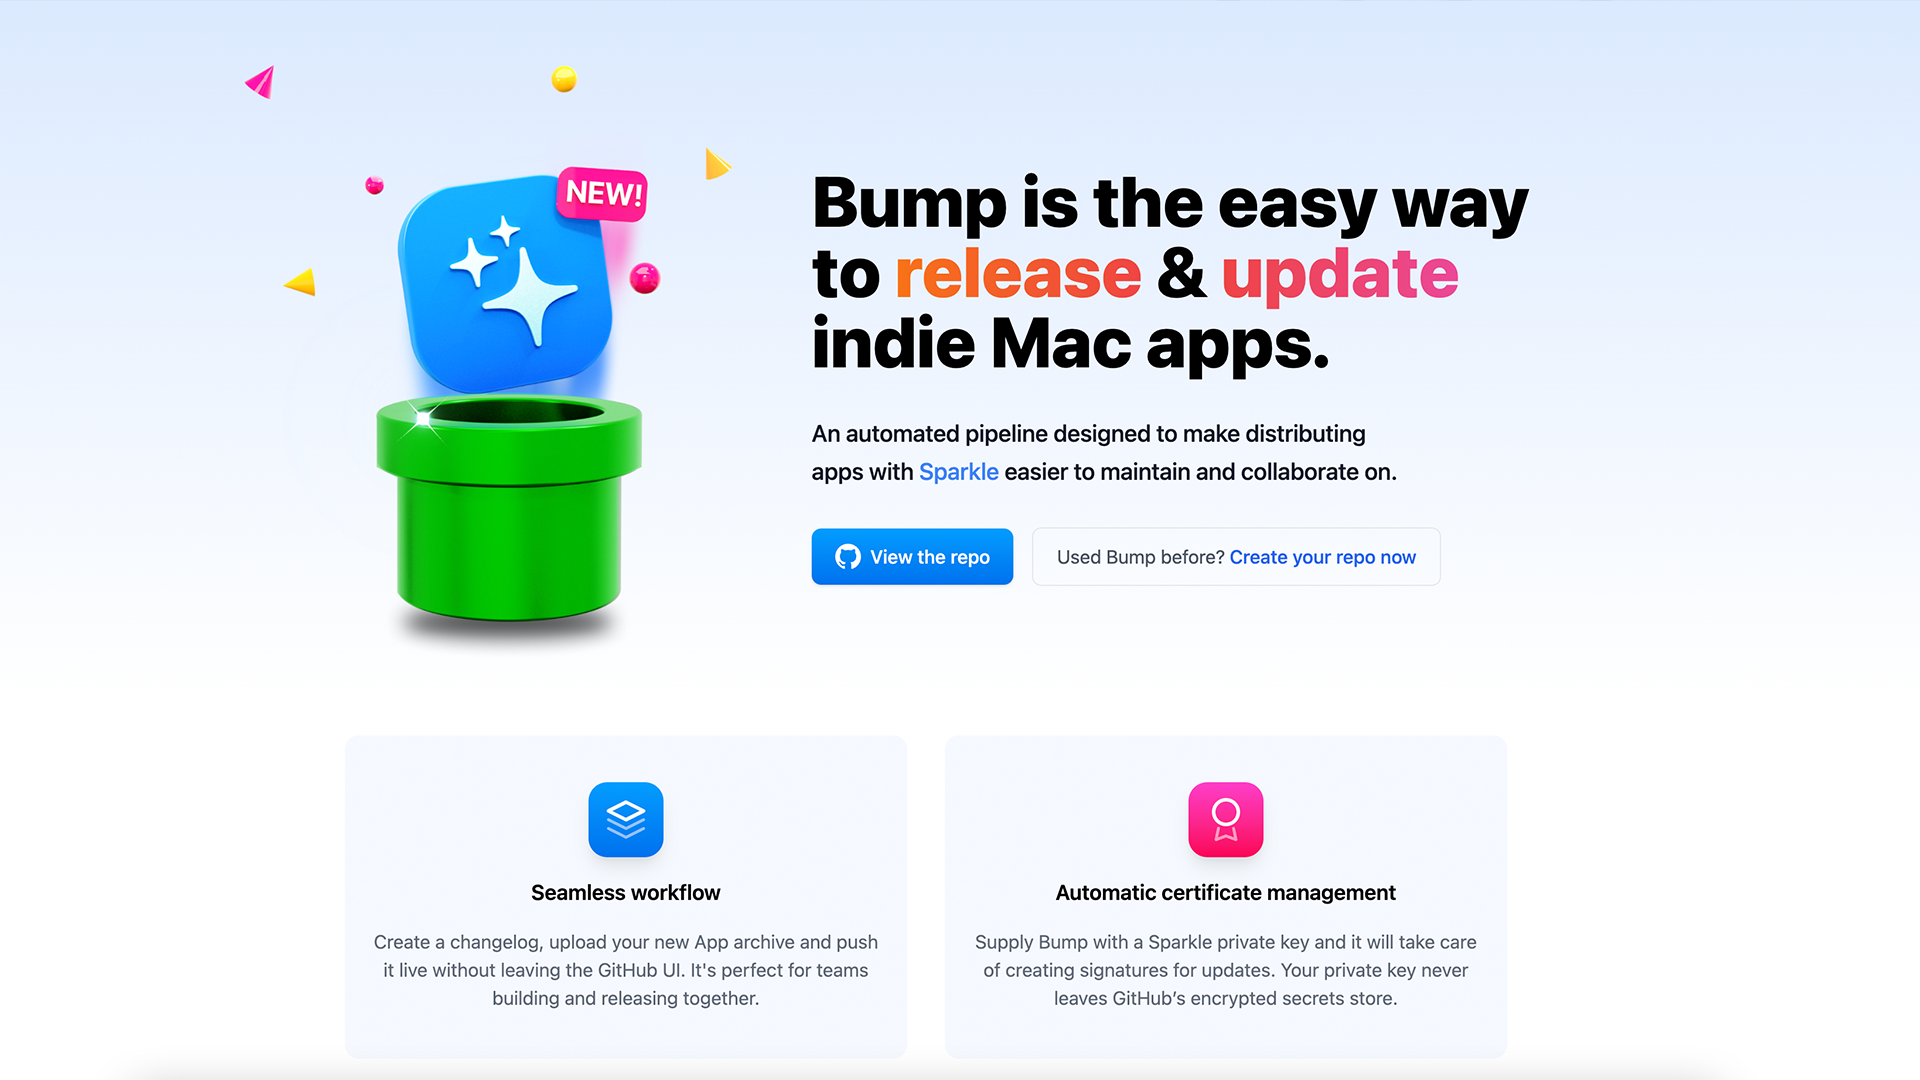 NEW!
Bump is the easy way
to release & update
indie Mac apps.
An automated pipeline designed to make distributing
apps with Sparkle easier to maintain and collaborate on.
View the repo
Used Bump before? Create your repo now
Seamless workflow
Create a changelog, upload your new App archive and push
it live without leaving the GitHub UI. It's perfect for teams
building and releasing together.
Automatic certificate management
Supply Bump with a Sparkle private key and it will take care
of creating signatures for updates. Your private key never
leaves GitHub’s encrypted secrets store.